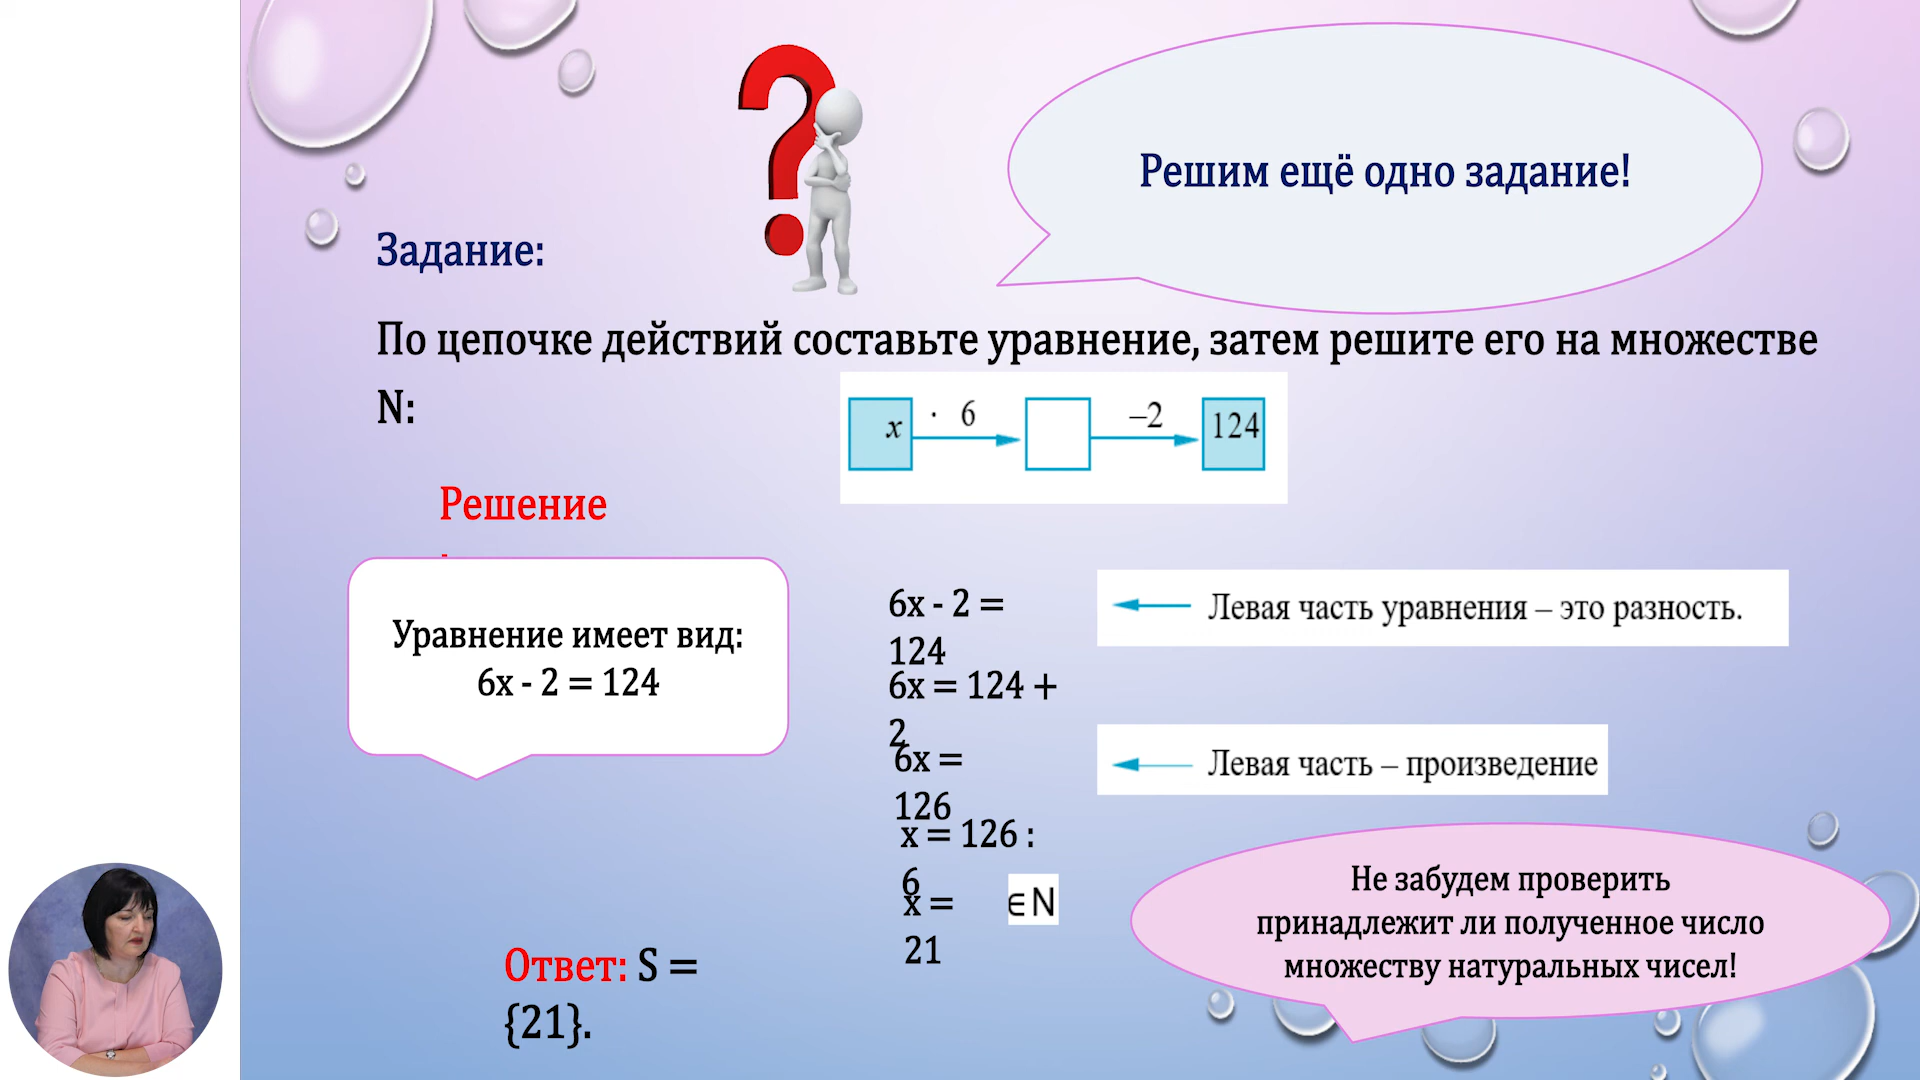 Решим ещё одно задание!
Задание:
По цепочке действий составьте уравнение, затем решите его на множестве
N:
x · 6 –2 124
Решение
:
Уравнение имеет вид:
6х - 2 = 124
6х - 2 =
124
Левая часть уравнения – это разность.
6х = 124 +
2
6х =
126
Левая часть – произведение
х = 126 :
6
х =
21
∈ N
Не забудем проверить
принадлежит ли полученное число
множеству натуральных чисел!
Ответ: S =
{21}.